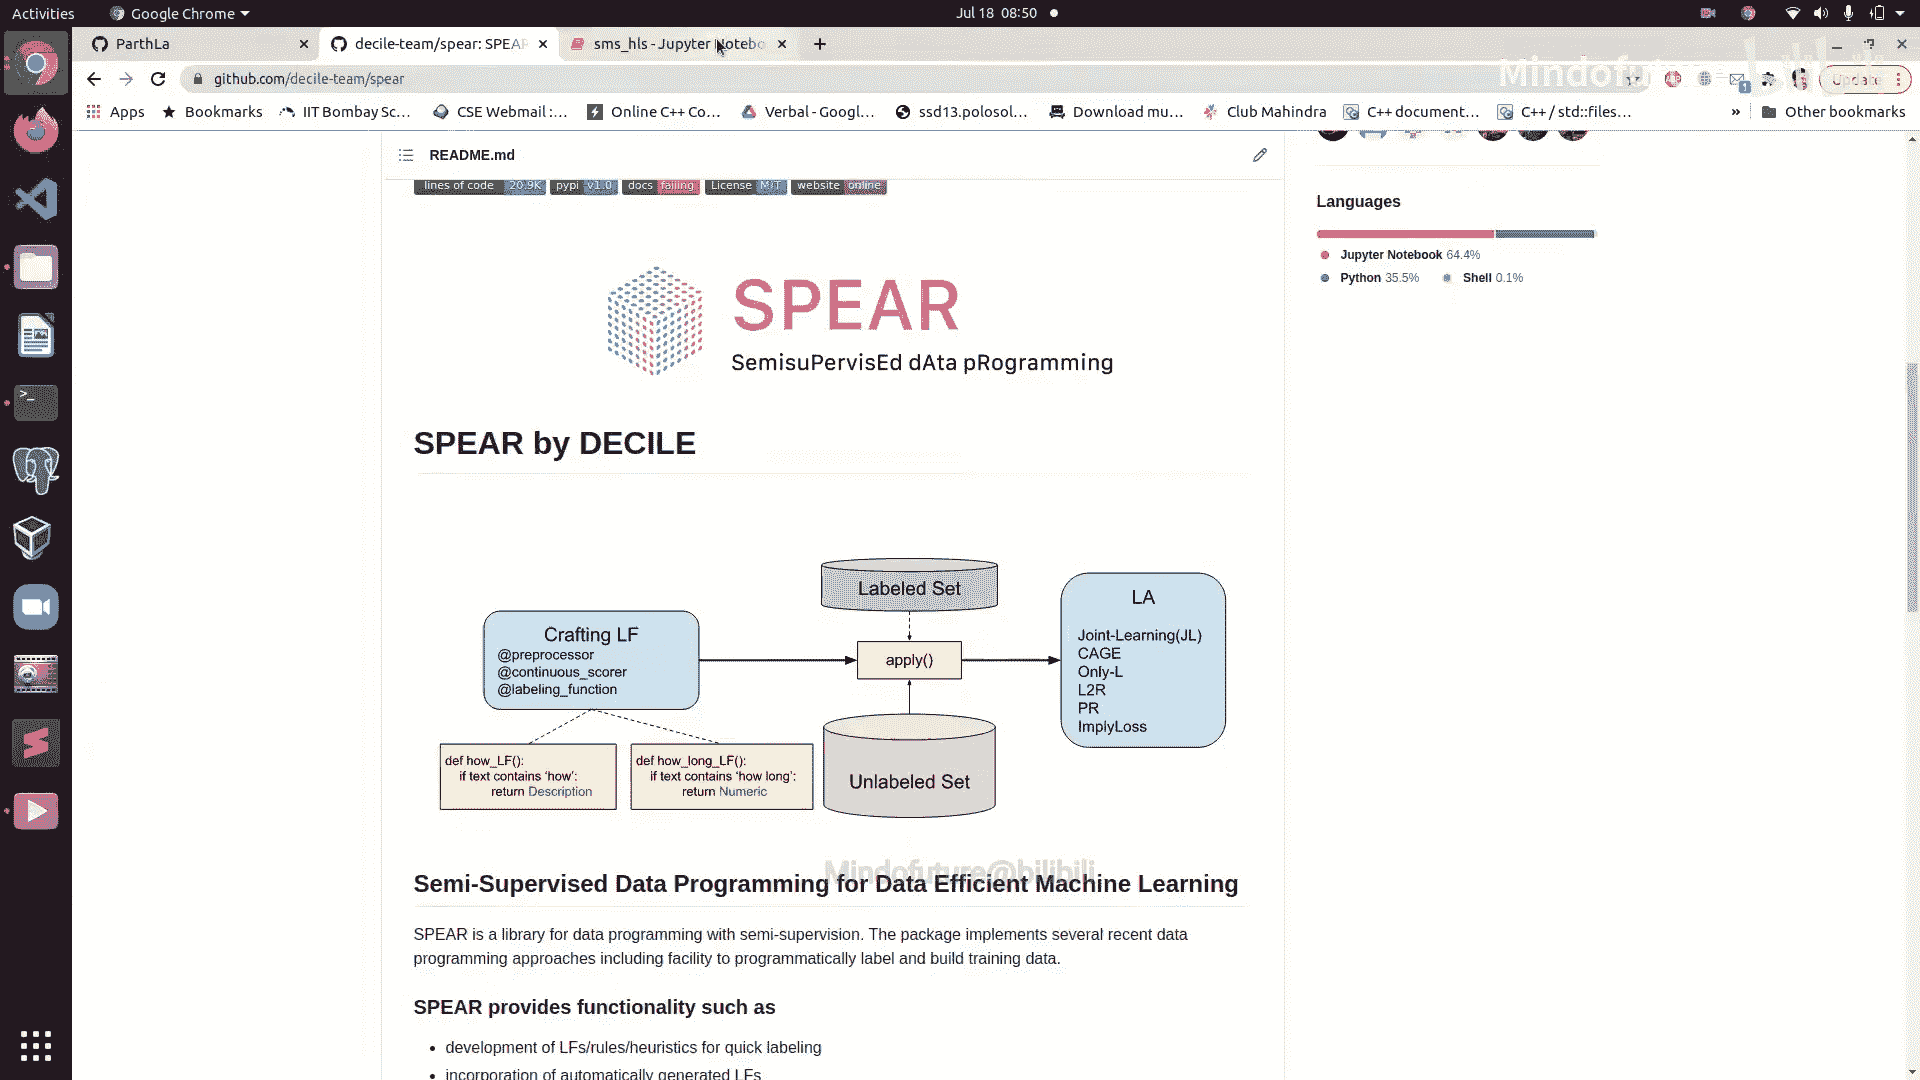 Activities Google Chrome Jul 18 08:50
ParthLa decile-team/spear: SPEAR sms_hls - Jupyter Notebo
github.com/decile-team/spear Mindofuture Update
Apps Bookmarks IIT Bombay Sc... CSE Webmail :... Online C++ Co... Verbal - Googl... ssd13.polosol... Download mu... Club Mahindra C++ document... C++ / std::files... » Other bookmarks
README.md
lines of code 20.9K pypi v1.0 docs failing License MIT website online
Languages
Jupyter Notebook 64.4%
Python 35.5% Shell 0.1%
SPEAR
SemisuPervisEd dAta pRogramming
SPEAR by DECILE
Crafting LF
@preprocessor
@continuous_scorer
@labeling_function
def how_LF():
if text contains ‘how’:
return Description
def how_long_LF():
if text contains ‘how long’:
return Numeric
Labeled Set
apply()
Unlabeled Set
LA
Joint-Learning(JL)
CAGE
Only-L
L2R
PR
ImplyLoss
Mindofuture@bilibili
Semi-Supervised Data Programming for Data Efficient Machine Learning
SPEAR is a library for data programming with semi-supervision. The package implements several recent data
programming approaches including facility to programmatically label and build training data.
SPEAR provides functionality such as
development of LFs/rules/heuristics for quick labeling
incorporation of automatically generated LFs